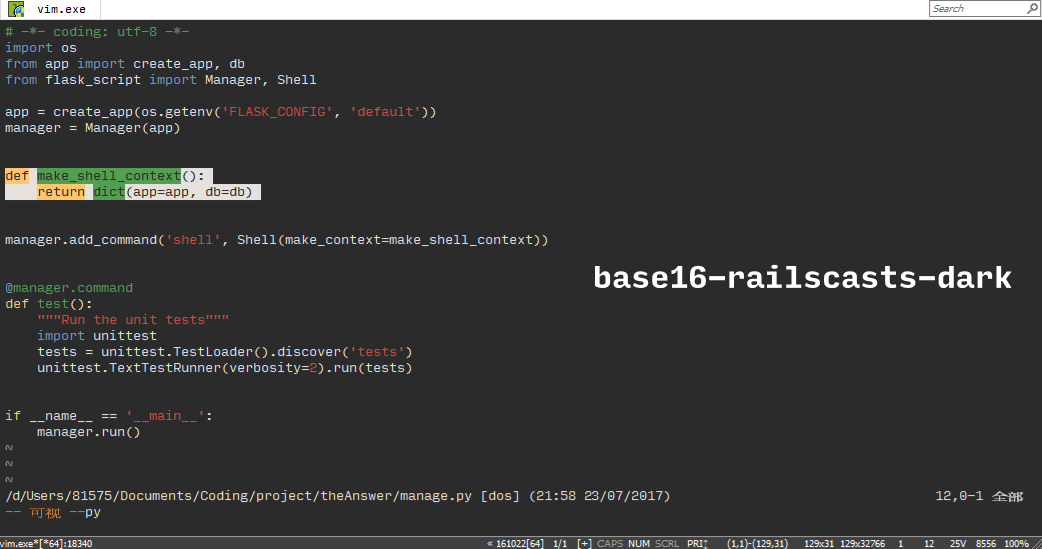 vim.exe
Search
# -*- coding: utf-8 -*-
import os
from app import create_app, db
from flask_script import Manager, Shell
app = create_app(os.getenv('FLASK_CONFIG', 'default'))
manager = Manager(app)
def make_shell_context():
    return dict(app=app, db=db)
manager.add_command('shell', Shell(make_context=make_shell_context))
base16-railscasts-dark
@manager.command
def test():
    """Run the unit tests"""
    import unittest
    tests = unittest.TestLoader().discover('tests')
    unittest.TextTestRunner(verbosity=2).run(tests)
if __name__ == '__main__':
    manager.run()
~
~
~
/d/Users/81575/Documents/Coding/project/theAnswer/manage.py [dos] (21:58 23/07/2017) 12,0-1 全部
-- 可视 --py
vim.exe*[*64]:18340 « 161022[64] 1/1 [+] CAPS NUM SCRL PRI↕ (1,1)-(129,31) 129x31 129x32766 1 12 25V 8556 100%